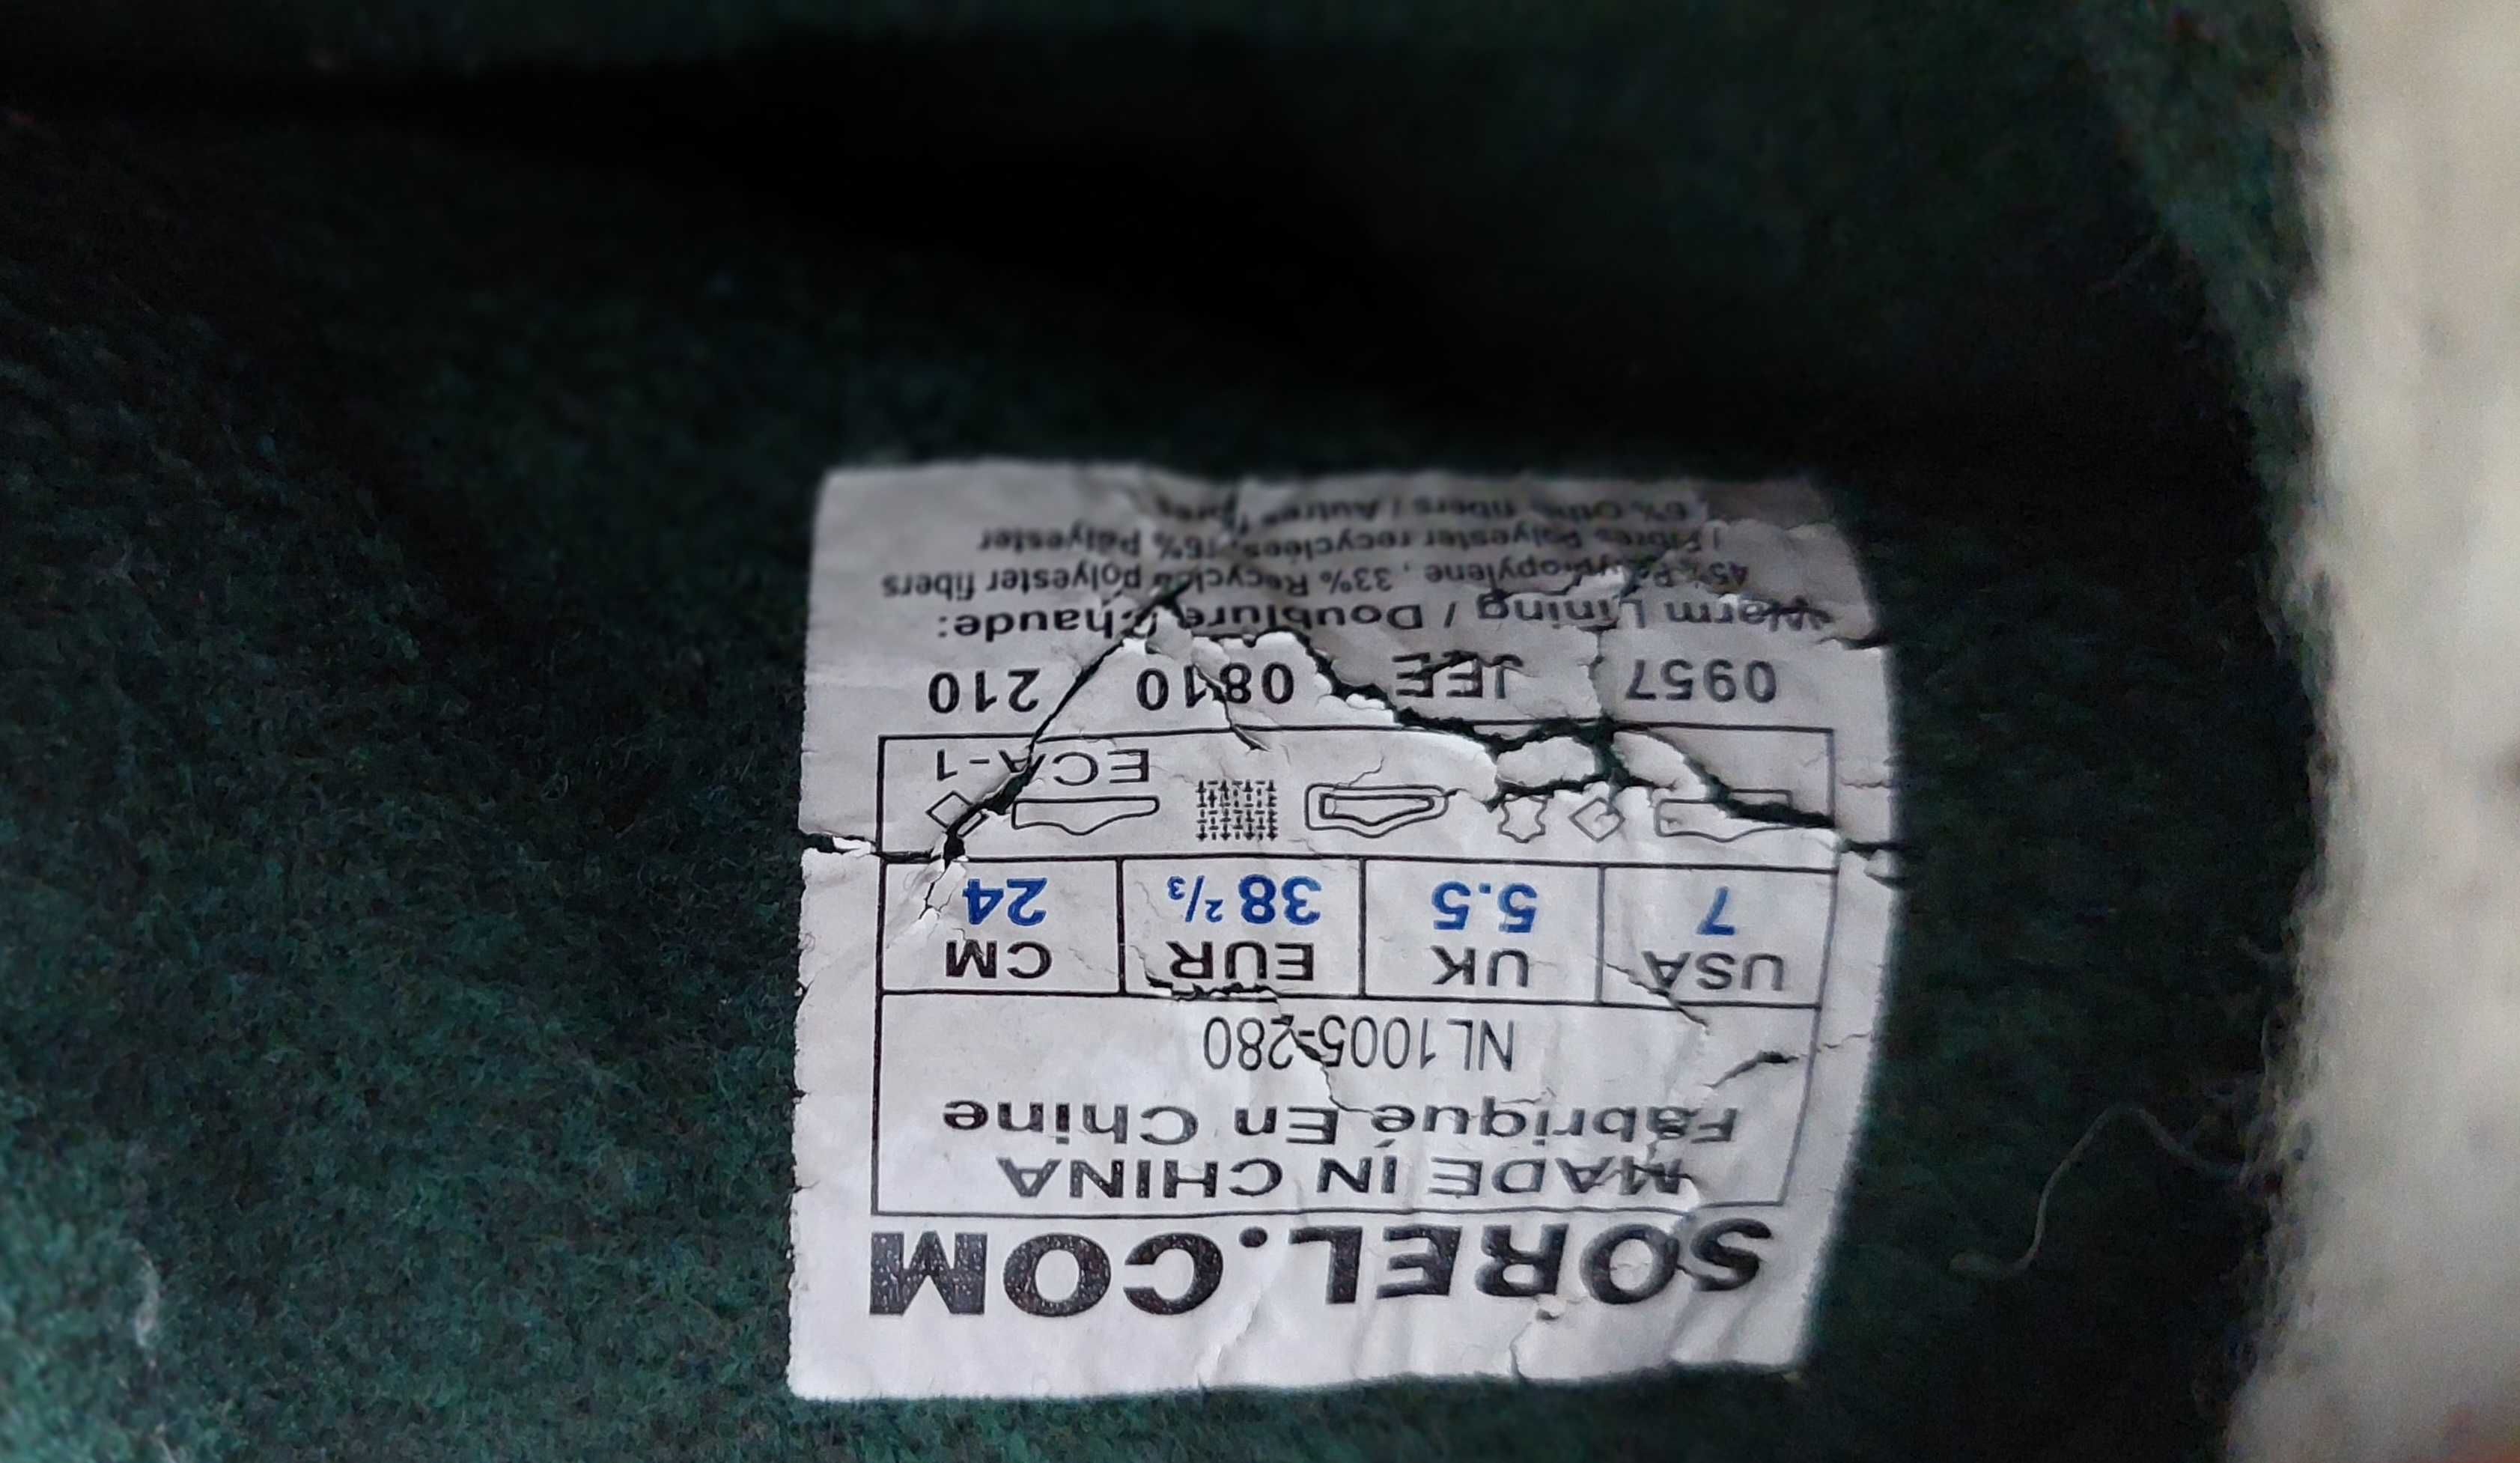 SOREL.COM
MADE IN CHINA
Fabriqué En Chine
NL1005-280
USA UK EUR CM
7 5.5 38 2/3 24
ECA-1
0957 JEE 0810 210
Warm Lining / Doublure Chaude:
45% Polypropylene, 33% Recycled polyester fibers
/ Fibres Polyester recyclées, 16% Polyester
6% Other fibers / Autres fibres